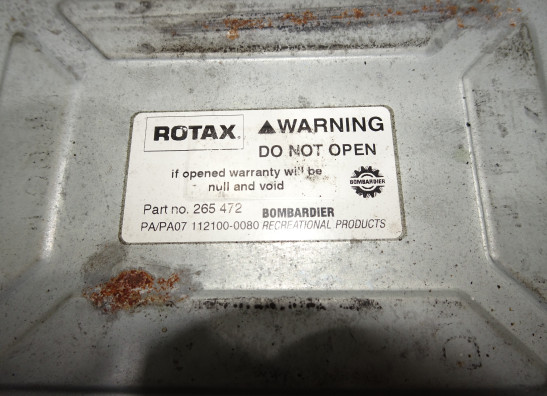 ROTAX.
WARNING
DO NOT OPEN
if opened warranty will be
null and void
BOMBARDIER
Part no. 265 472 BOMBARDIER
PA/PA07 112100-0080 RECREATIONAL PRODUCTS